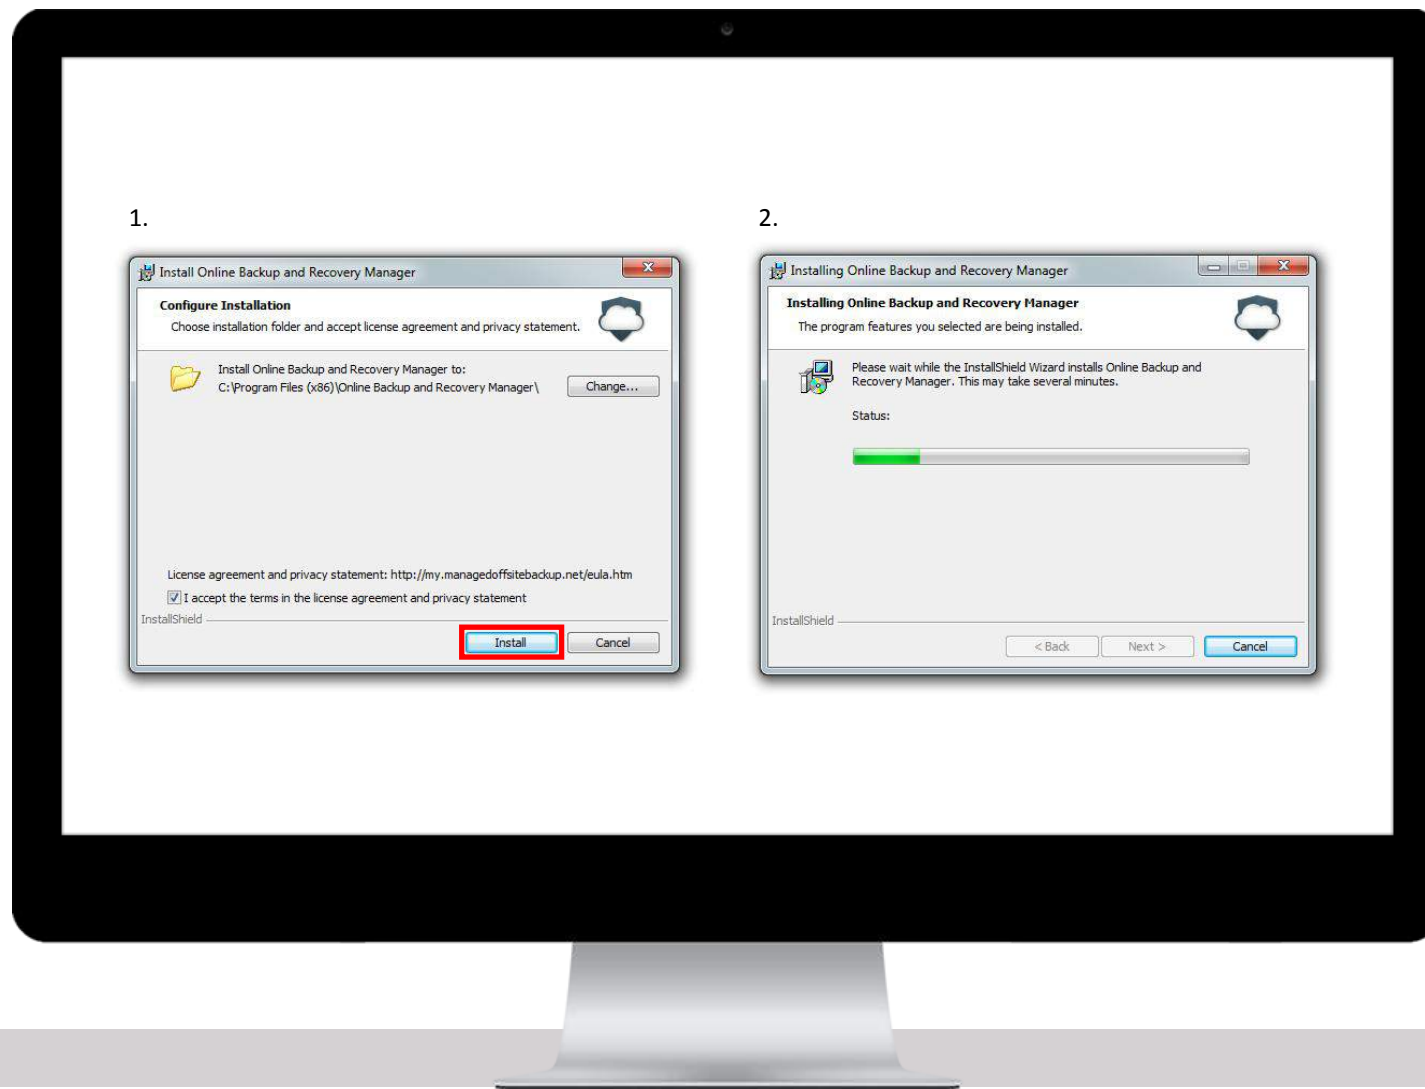 1.
Install Online Backup and Recovery Manager
Configure Installation
Choose installation folder and accept license agreement and privacy statement.
Install Online Backup and Recovery Manager to:
C:\Program Files (x86)\Online Backup and Recovery Manager\
Change...
License agreement and privacy statement: http://my.managedoffsitebackup.net/eula.htm
I accept the terms in the license agreement and privacy statement
InstallShield
Install
Cancel
2.
Installing Online Backup and Recovery Manager
Installing Online Backup and Recovery Manager
The program features you selected are being installed.
Please wait while the InstallShield Wizard installs Online Backup and
Recovery Manager. This may take several minutes.
Status:
InstallShield
< Back
Next >
Cancel